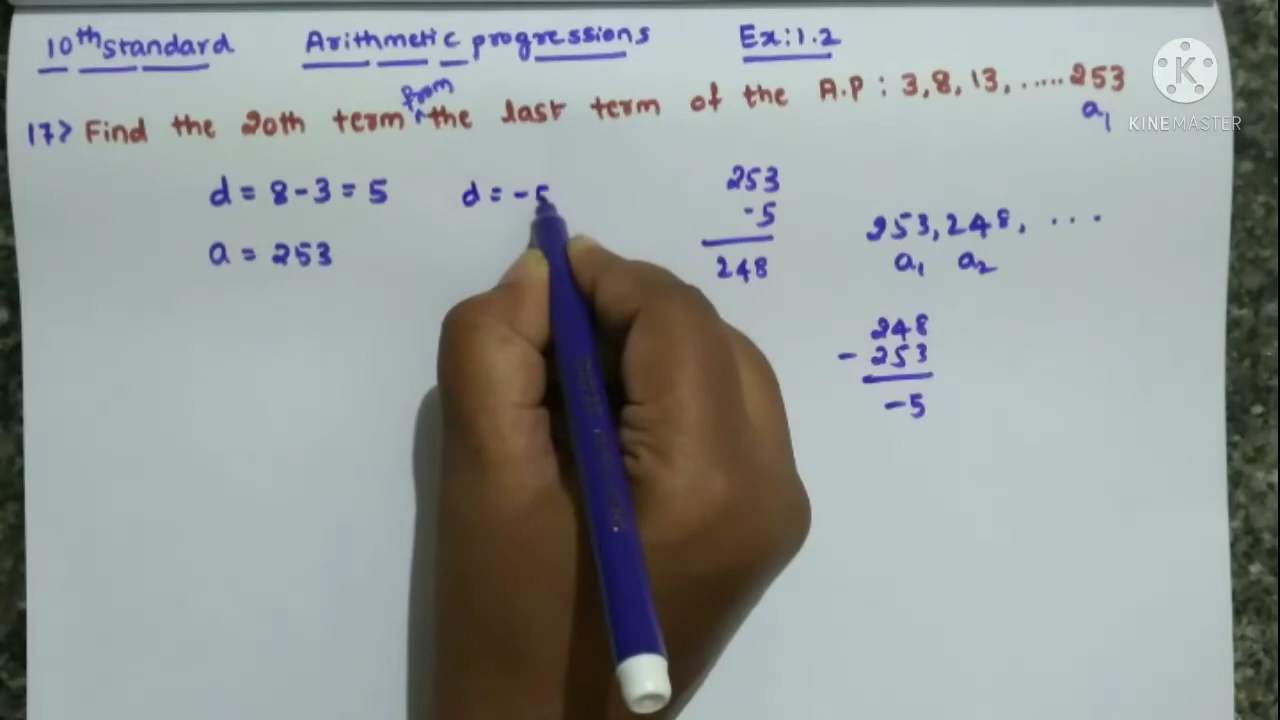 10th standard Arithmetic progressions Ex:1.2
17> Find the 20th term from the last term of the A.P : 3, 8, 13, ..... 253
a1
KINEMASTER
d = 8 - 3 = 5 d = -5
a = 253
253
-5
248
253, 248, ...
a1 a2
248
- 253
-5